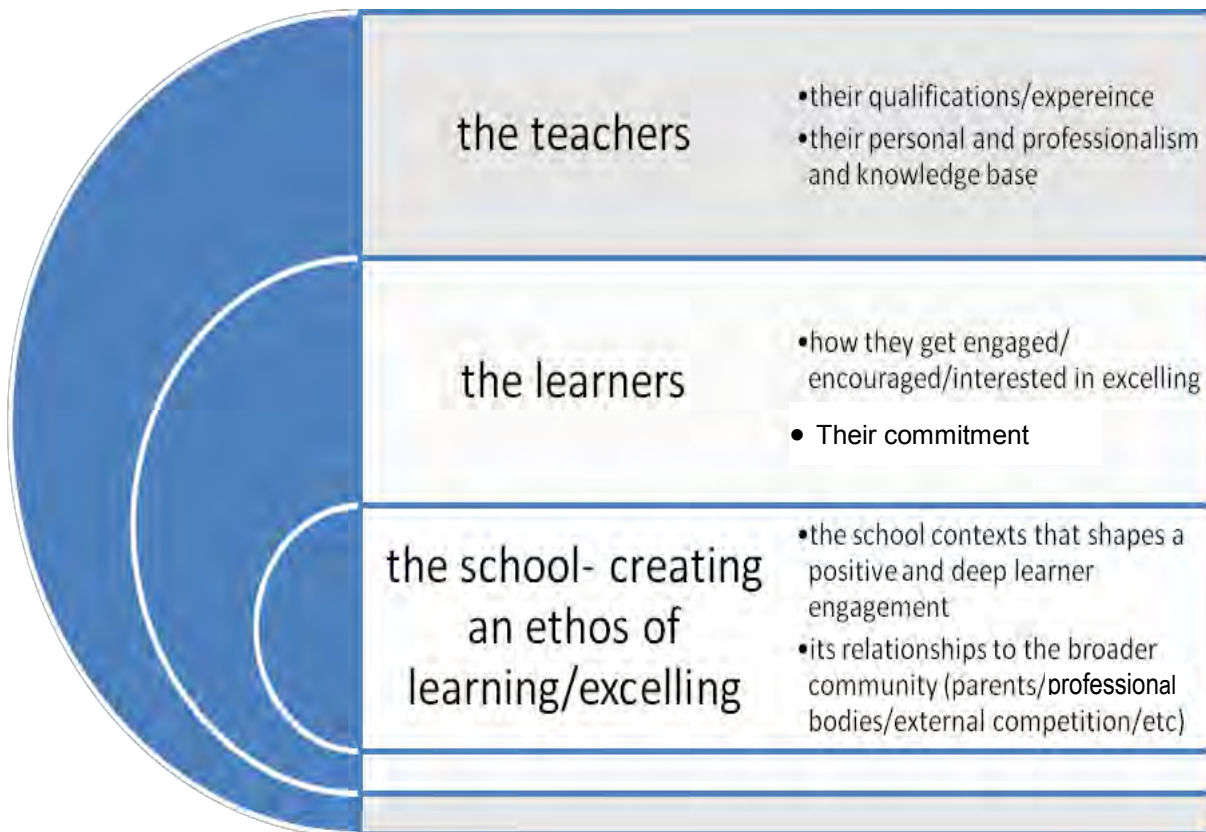 the teachers
•their qualifications/expereince
•their personal and professionalism
and knowledge base
the learners
•how they get engaged/
encouraged/interested in excelling
• Their commitment
the school- creating
an ethos of
learning/excelling
•the school contexts that shapes a
positive and deep learner
engagement
•its relationships to the broader
community (parents/professional
bodies/external competition/etc)